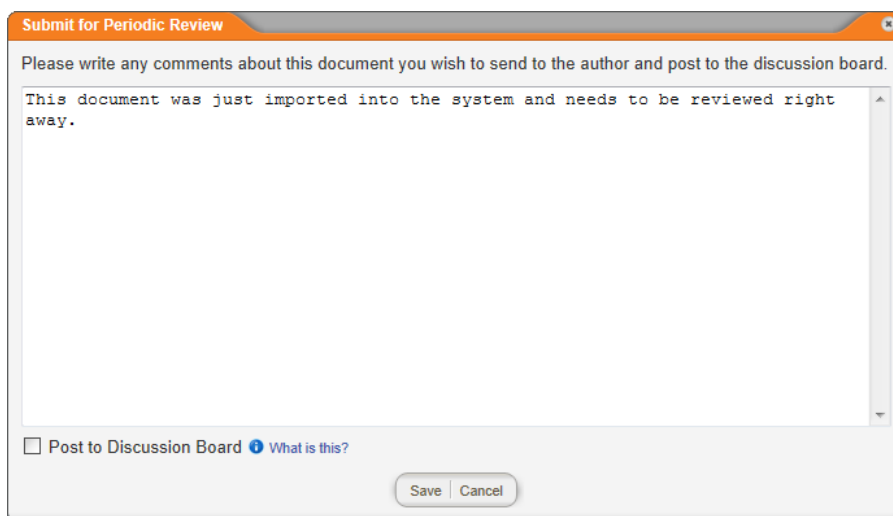 Submit for Periodic Review
Please write any comments about this document you wish to send to the author and post to the discussion board.
This document was just imported into the system and needs to be reviewed right
away.
Post to Discussion Board What is this?
Save Cancel